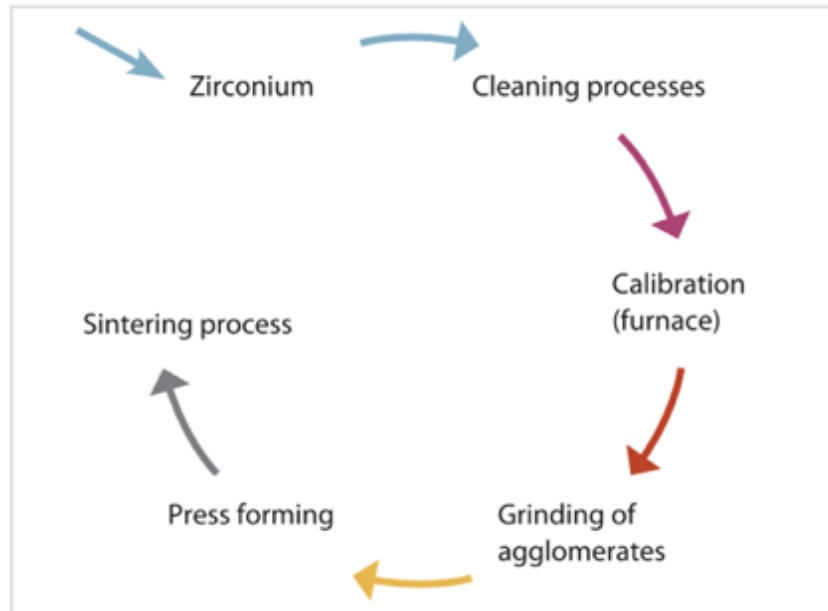 Zirconium
Cleaning processes
Calibration
(furnace)
Grinding of
agglomerates
Press forming
Sintering process